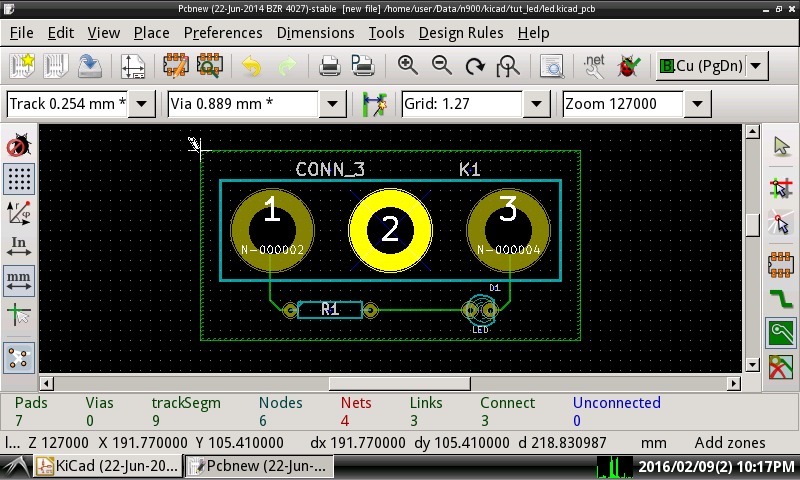 Pcbnew (22-Jun-2014 BZR 4027)-stable [new file] /home/user/Data/n900/kicad/tut_led/led.kicad_pcb
File Edit View Place Preferences Dimensions Tools Design Rules Help
.net B.Cu (PgDn)
Track 0.254 mm * Via 0.889 mm * Grid: 1.27 Zoom 127000
CONN_3 K1
1 2 3
N-000002 N-000004
In
mm
D1
R1
LED
Pads Vias trackSegm Nodes Nets Links Connect Unconnected
7 0 9 6 4 3 3 0
l... Z 127000 X 191.770000 Y 105.410000 dx 191.770000 dy 105.410000 d 218.830987 mm Add zones
KiCad (22-Jun-20... Pcbnew (22-Jun-... 2016/02/09(2) 10:17PM